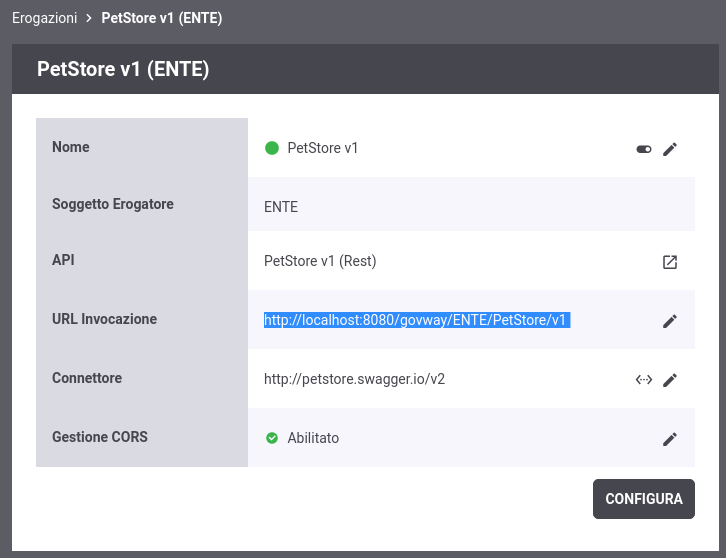 Erogazioni > PetStore v1 (ENTE)
PetStore v1 (ENTE)
Nome PetStore v1
Soggetto Erogatore ENTE
API PetStore v1 (Rest)
URL Invocazione http://localhost:8080/govway/ENTE/PetStore/v1
Connettore http://petstore.swagger.io/v2
Gestione CORS Abilitato
CONFIGURA